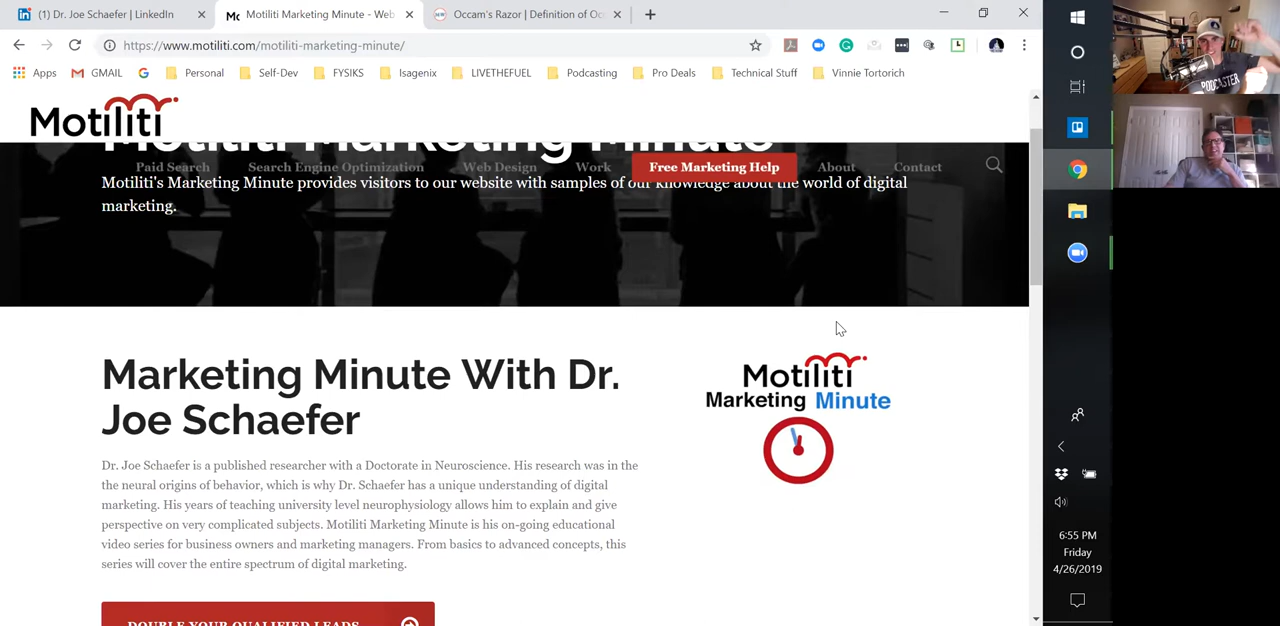 (1) Dr. Joe Schaefer | LinkedIn
Motiliti Marketing Minute - Web
Occam's Razor | Definition of Oc
https://www.motiliti.com/motiliti-marketing-minute/
Apps
GMAIL
Personal
Self-Dev
FYSIKS
Isagenix
LIVETHEFUEL
Podcasting
Pro Deals
Technical Stuff
Vinnie Tortorich
PODCASTER
Motiliti
Motiliti Marketing Minute
Paid Search
Search Engine Optimization
Web Design
Work
Free Marketing Help
About
Contact
Motiliti's Marketing Minute provides visitors to our website with samples of our knowledge about the world of digital
marketing.
Marketing Minute With Dr.
Joe Schaefer
Motiliti
Marketing Minute
Dr. Joe Schaefer is a published researcher with a Doctorate in Neuroscience. His research was in the
the neural origins of behavior, which is why Dr. Schaefer has a unique understanding of digital
marketing. His years of teaching university level neurophysiology allows him to explain and give
perspective on very complicated subjects. Motiliti Marketing Minute is his on-going educational
video series for business owners and marketing managers. From basics to advanced concepts, this
series will cover the entire spectrum of digital marketing.
DOUBLE YOUR QUALIFIED LEADS
6:55 PM
Friday
4/26/2019